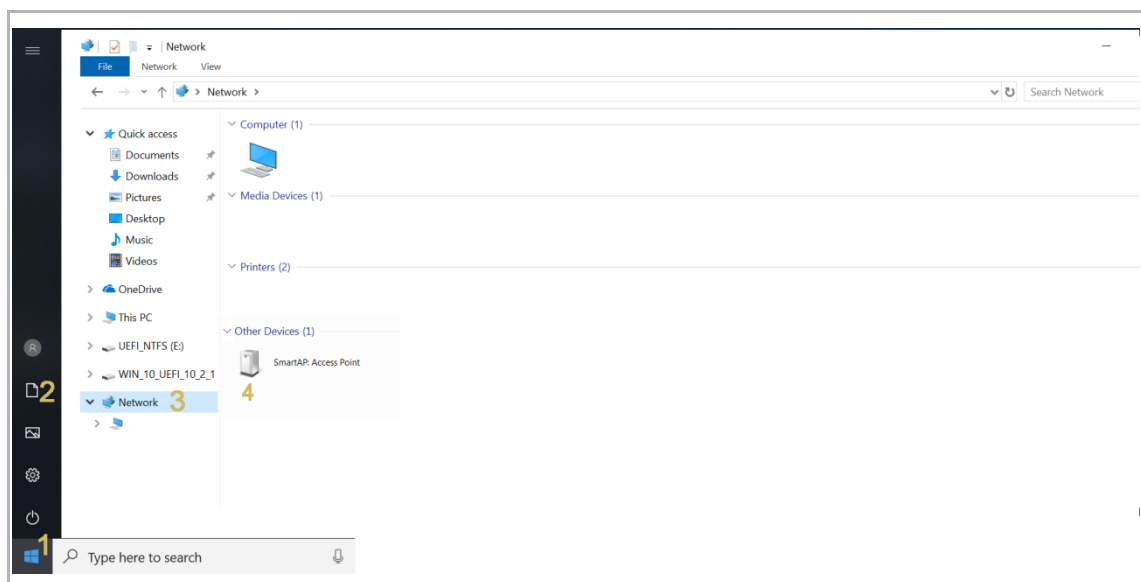 Network
File Network View
Network
Search Network
Quick access
Documents
Downloads
Pictures
Desktop
Music
Videos
OneDrive
This PC
UEFI_NTFS (E:)
WIN_10_UEFI_10_2_1
Network 3
Computer (1)
Media Devices (1)
Printers (2)
Other Devices (1)
SmartAP: Access Point
4
2
1
Type here to search